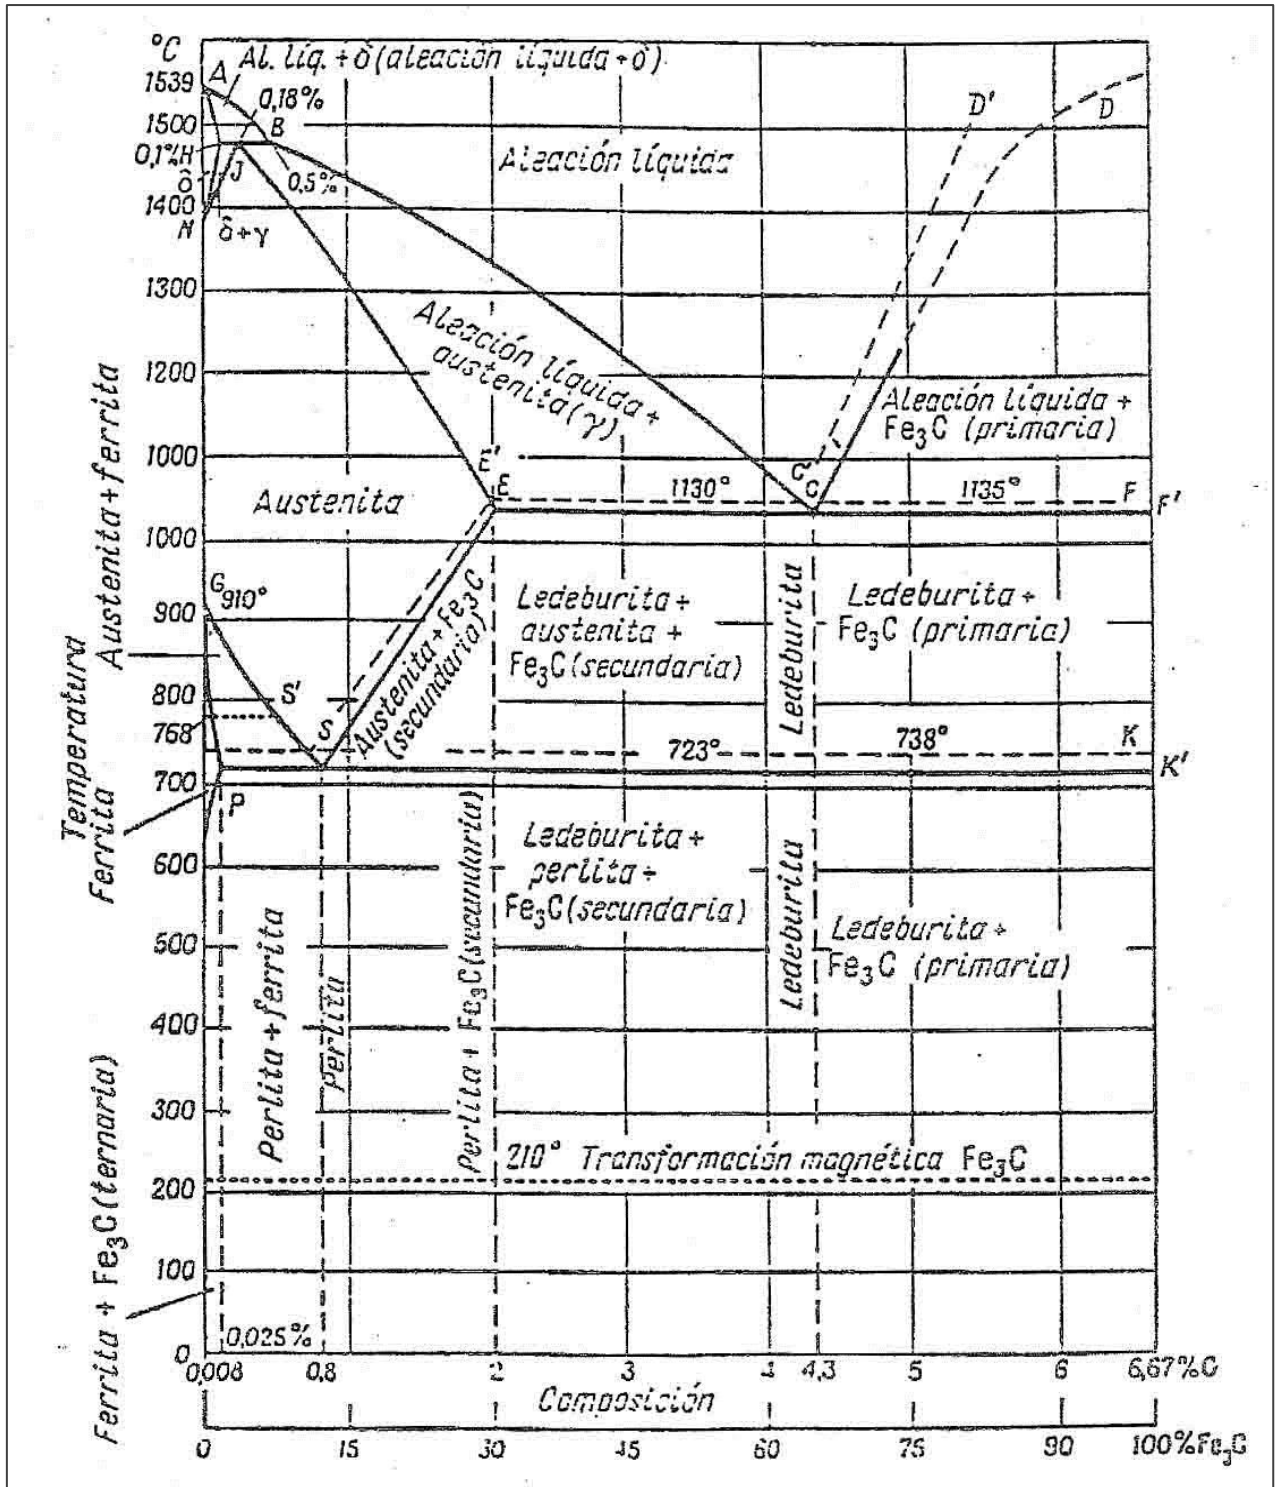 °C
1539
A
Al. líq. + δ (aleación líquida + δ)
0,18%
1500
B
D'
D
0,1%H
Aleación líquida
δ
J
0,5%
1400
N
δ+γ
1300
Aleación líquida +
austenita (γ)
1200
Aleación líquida +
Fe₃C (primaria)
1000
E'
E
C'
C
1130°
1135°
F
F'
Austenita
1000
Austenita + ferrita
G
910°
900
Austenita + Fe₃C
(secundaria)
Ledeburita +
austenita +
Fe₃C (secundaria)
Ledeburita
Ledeburita +
Fe₃C (primaria)
800
S'
768
S
723°
738°
K
K'
700
P
Temperatura
Ferrita
600
Ledeburita +
perlita +
Fe₃C (secundaria)
Ledeburita
Ledeburita +
Fe₃C (primaria)
500
Perlita + ferrita
Perlita
Perlita + Fe₃C (secundaria)
400
300
210° Transformación magnética Fe₃C
200
Ferrita + Fe₃C (ternaria)
100
0,025%
0
0,008
0,8
2
3
4
4,3
5
6
6,67%C
Composición
0
15
30
45
60
75
90
100%Fe₃C